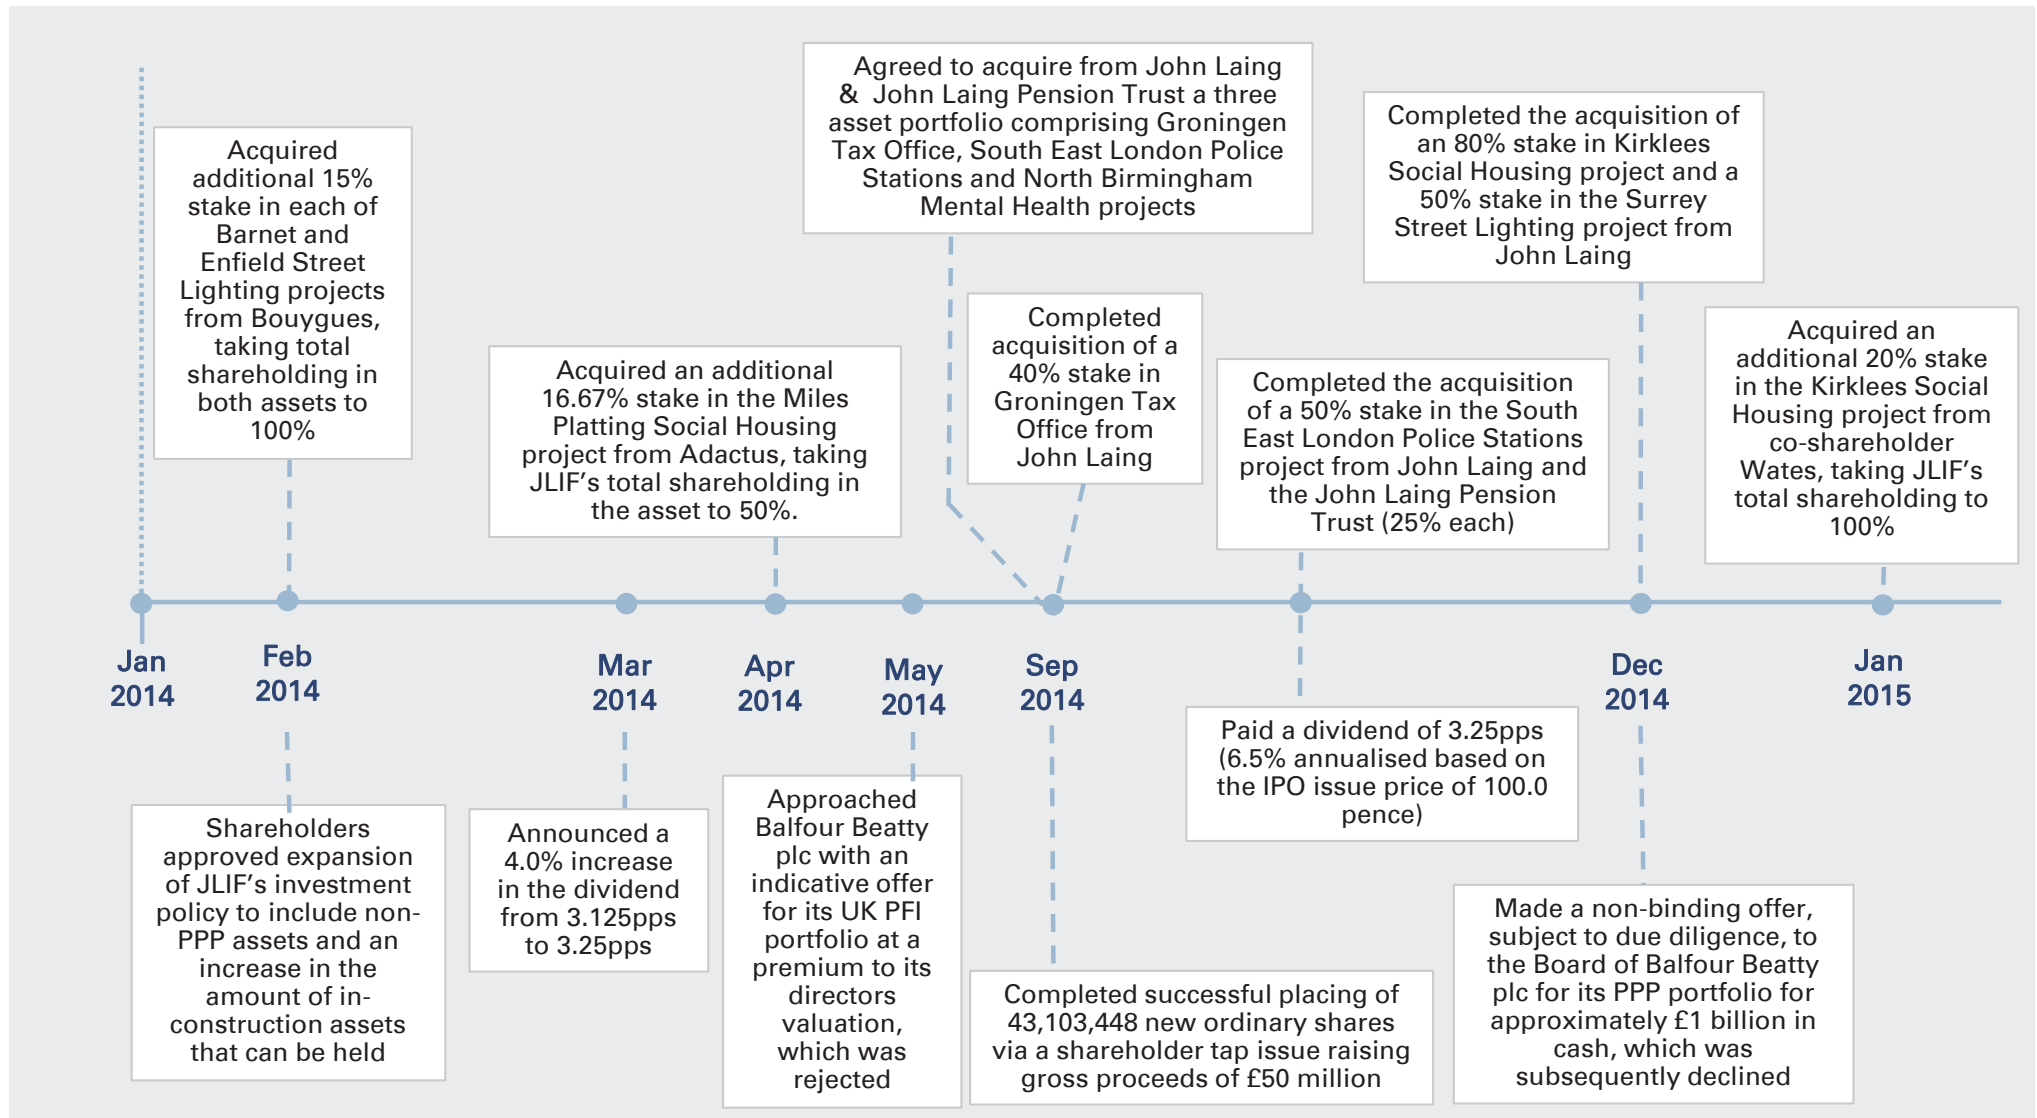 Agreed to acquire from John Laing
& John Laing Pension Trust a three
asset portfolio comprising Groningen
Tax Office, South East London Police
Stations and North Birmingham
Mental Health projects
Completed the acquisition of
an 80% stake in Kirklees
Social Housing project and a
50% stake in the Surrey
Street Lighting project from
John Laing
Acquired
additional 15%
stake in each of
Barnet and
Enfield Street
Lighting projects
from Bouygues,
taking total
shareholding in
both assets to
100%
Acquired an additional
16.67% stake in the Miles
Platting Social Housing
project from Adactus, taking
JLIF’s total shareholding in
the asset to 50%.
Completed
acquisition of a
40% stake in
Groningen Tax
Office from
John Laing
Completed the acquisition
of a 50% stake in the South
East London Police Stations
project from John Laing and
the John Laing Pension
Trust (25% each)
Acquired an
additional 20% stake
in the Kirklees Social
Housing project from
co-shareholder
Wates, taking JLIF’s
total shareholding to
100%
Jan
2014
Feb
2014
Mar
2014
Apr
2014
May
2014
Sep
2014
Dec
2014
Jan
2015
Shareholders
approved expansion
of JLIF’s investment
policy to include non-
PPP assets and an
increase in the
amount of in-
construction assets
that can be held
Announced a
4.0% increase
in the dividend
from 3.125pps
to 3.25pps
Approached
Balfour Beatty
plc with an
indicative offer
for its UK PFI
portfolio at a
premium to its
directors
valuation,
which was
rejected
Completed successful placing of
43,103,448 new ordinary shares
via a shareholder tap issue raising
gross proceeds of £50 million
Paid a dividend of 3.25pps
(6.5% annualised based on
the IPO issue price of 100.0
pence)
Made a non-binding offer,
subject to due diligence, to
the Board of Balfour Beatty
plc for its PPP portfolio for
approximately £1 billion in
cash, which was
subsequently declined